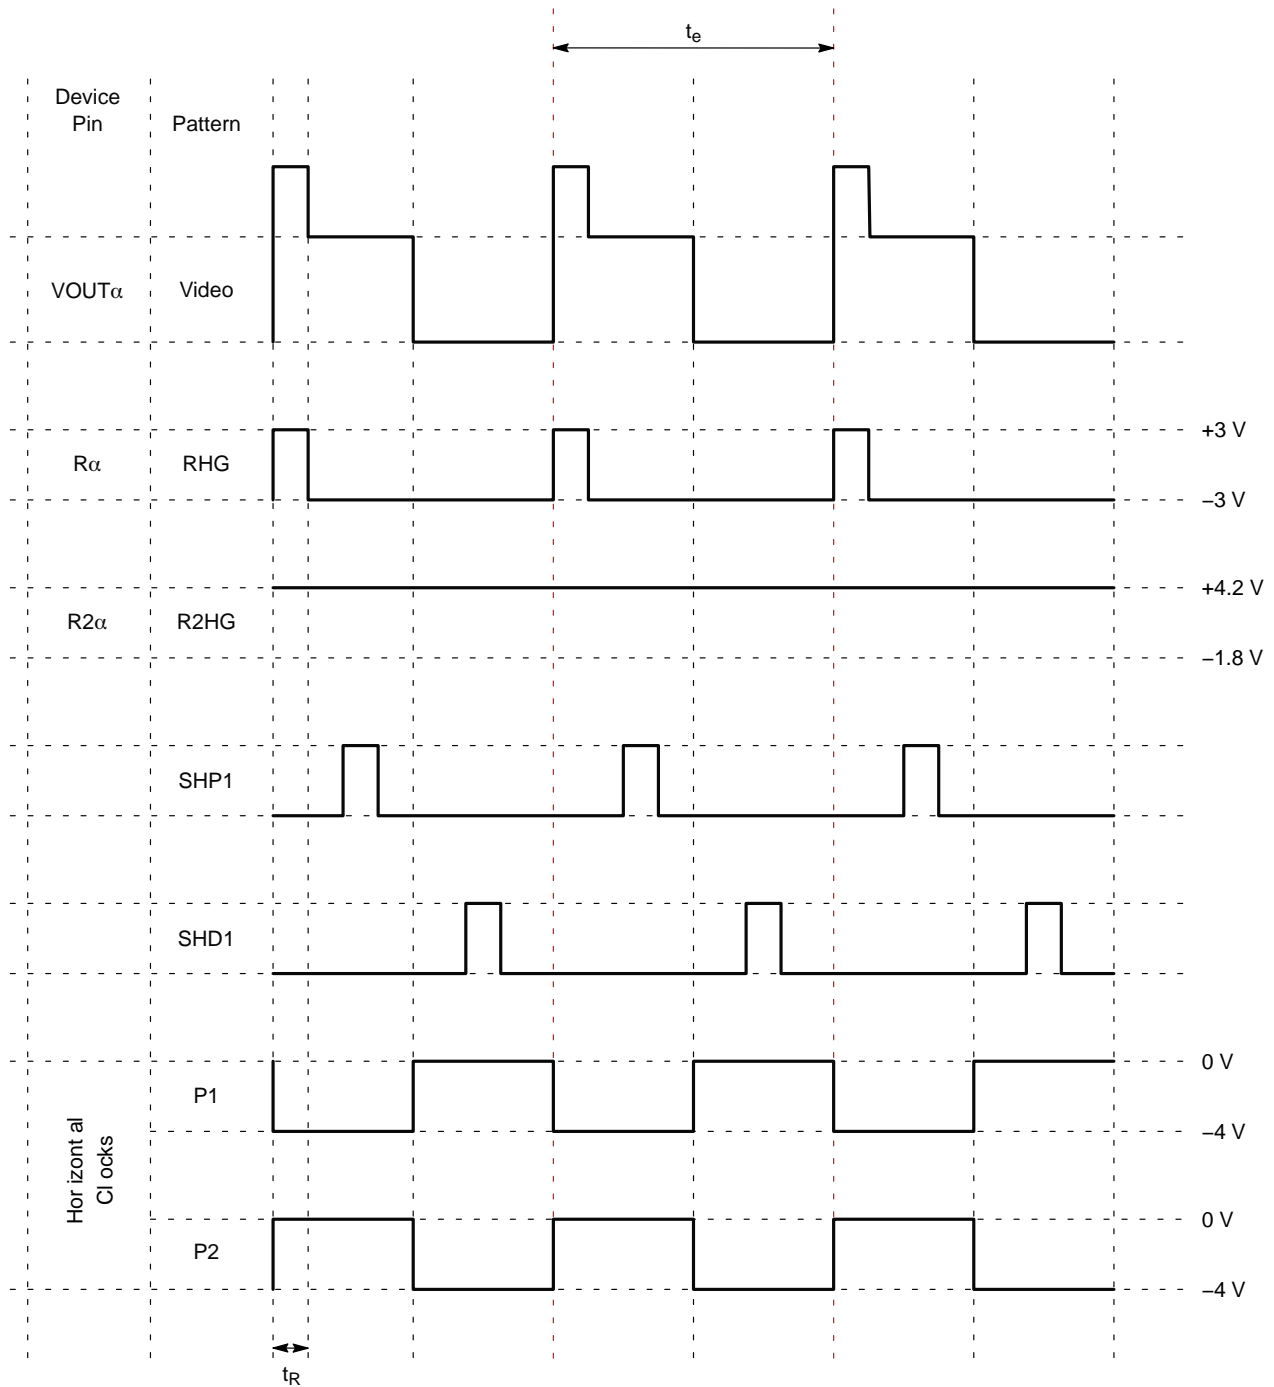 te
Device
Pin
Pattern
VOUTα
Video
+3 V
Rα
RHG
−3 V
+4.2 V
R2α
R2HG
−1.8 V
SHP1
SHD1
0 V
P1
−4 V
Hor izont al
Cl ocks
0 V
P2
−4 V
tR